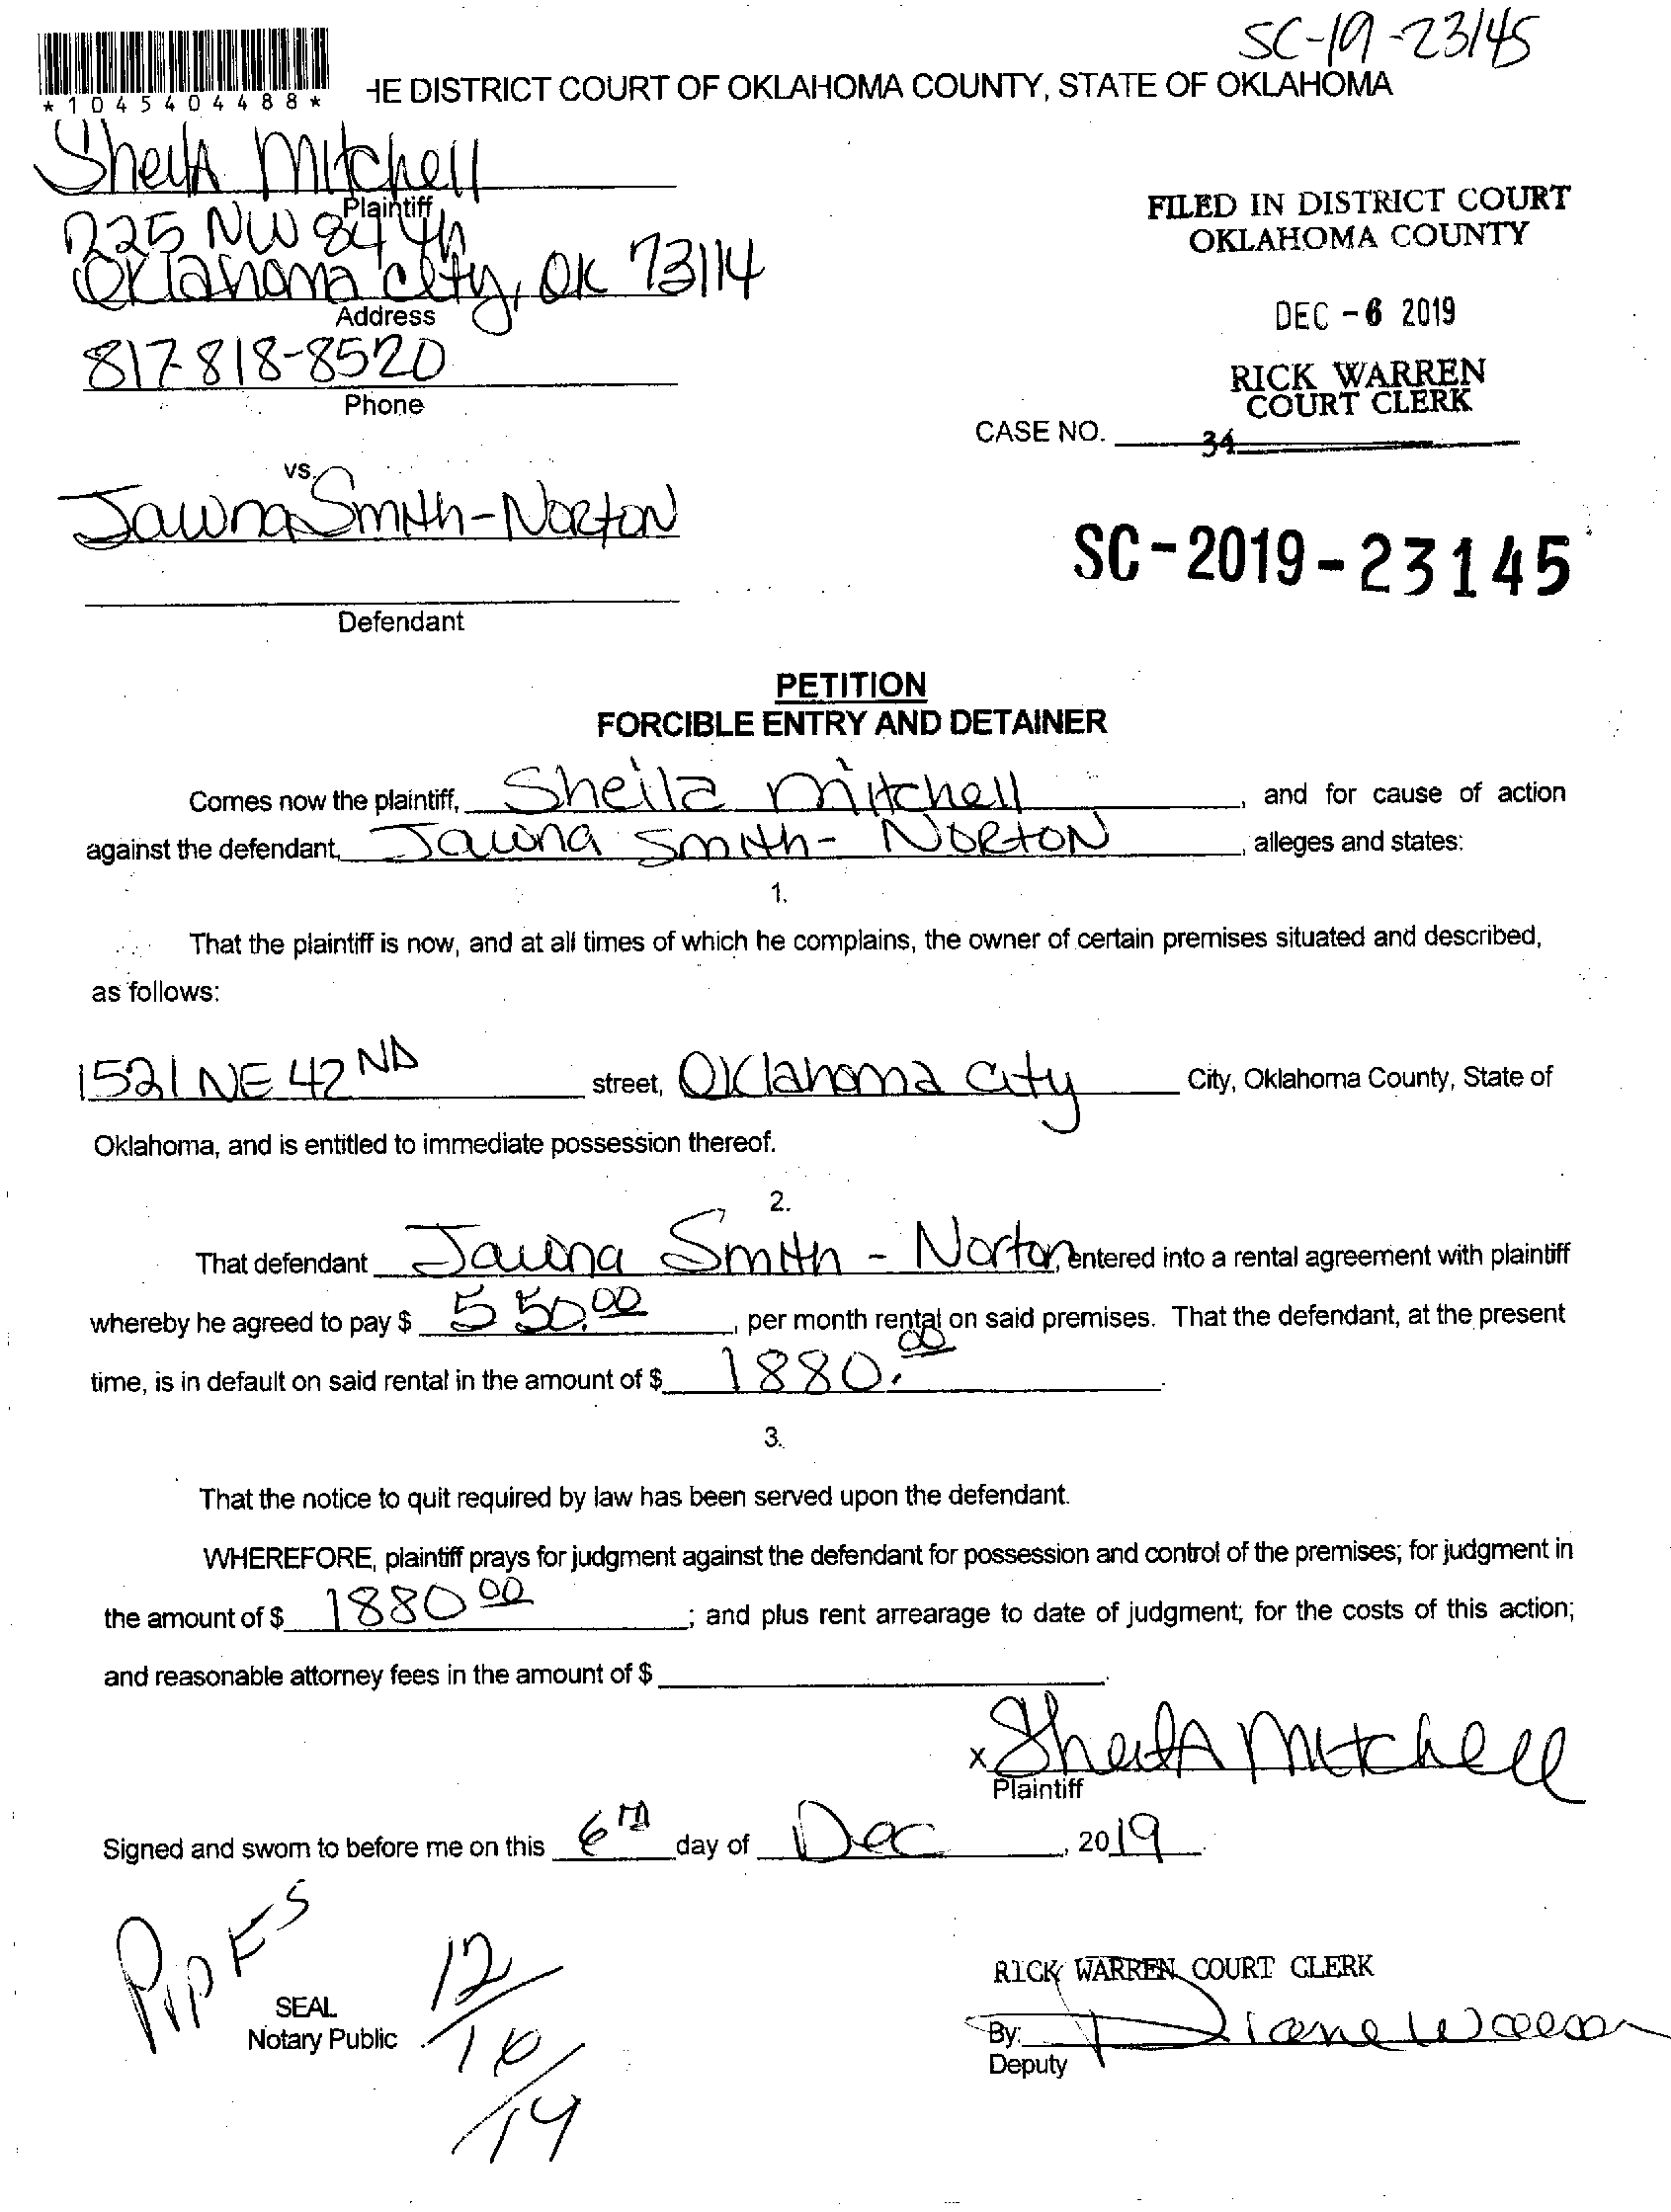 SC-19-23145
*1045404488*
HE DISTRICT COURT OF OKLAHOMA COUNTY, STATE OF OKLAHOMA
Sheila Mitchell
Plaintiff
225 NW 84th
Oklahoma City, OK 73114
Address
817-818-8520
Phone
FILED IN DISTRICT COURT
OKLAHOMA COUNTY
DEC -6 2019
RICK WARREN
COURT CLERK
CASE NO.
34
vs.
Jawna Smith-Norton
SC-2019-23145
Defendant
PETITION
FORCIBLE ENTRY AND DETAINER
Comes now the plaintiff, Sheila Mitchell, and for cause of action
against the defendant, Jawna Smith-Norton, alleges and states:
1.
That the plaintiff is now, and at all times of which he complains, the owner of certain premises situated and described,
as follows:
1521 NE 42ND street, Oklahoma City City, Oklahoma County, State of
Oklahoma, and is entitled to immediate possession thereof.
2.
That defendant Jawna Smith - Norton, entered into a rental agreement with plaintiff
whereby he agreed to pay $ 550.00, per month rental on said premises. That the defendant, at the present
time, is in default on said rental in the amount of $ 1880.00.
3.
That the notice to quit required by law has been served upon the defendant.
WHEREFORE, plaintiff prays for judgment against the defendant for possession and control of the premises; for judgment in
the amount of $ 1880 00; and plus rent arrearage to date of judgment; for the costs of this action;
and reasonable attorney fees in the amount of $ .
x Sheila Mitchell
Plaintiff
Signed and sworn to before me on this 6TH day of Dec, 2019.
PIPES
12/16/19
SEAL
Notary Public
RICK WARREN COURT CLERK
By: Diane
Deputy